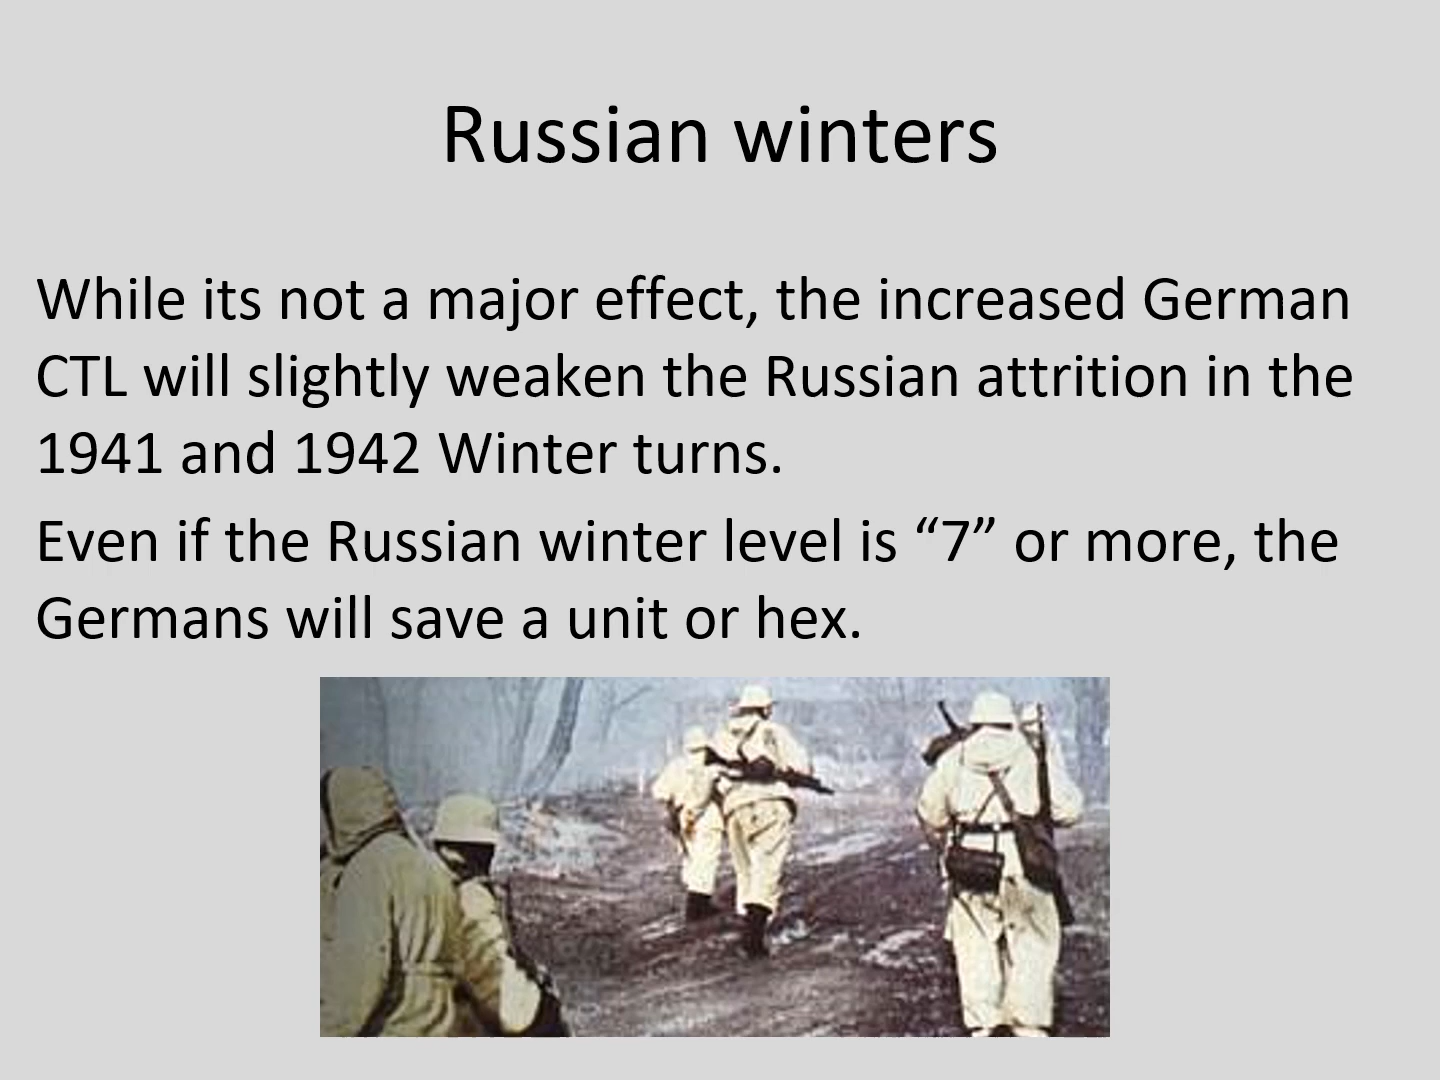 Russian winters
While its not a major effect, the increased German
CTL will slightly weaken the Russian attrition in the
1941 and 1942 Winter turns.
Even if the Russian winter level is “7” or more, the
Germans will save a unit or hex.